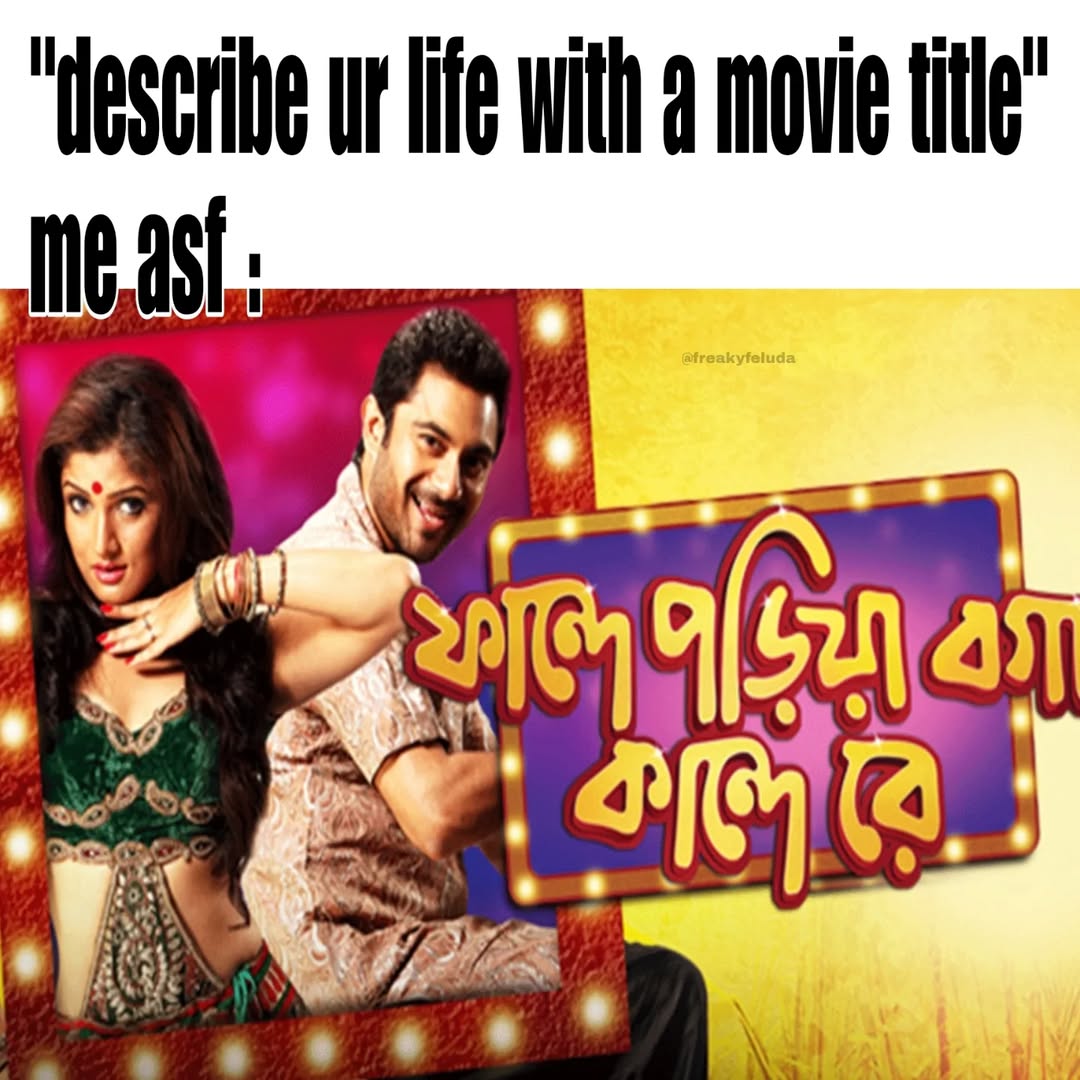 "describe ur life with a movie title"
me asf :
@freakyfeluda
ফান্দে পড়িয়া বগা
কান্দে রে